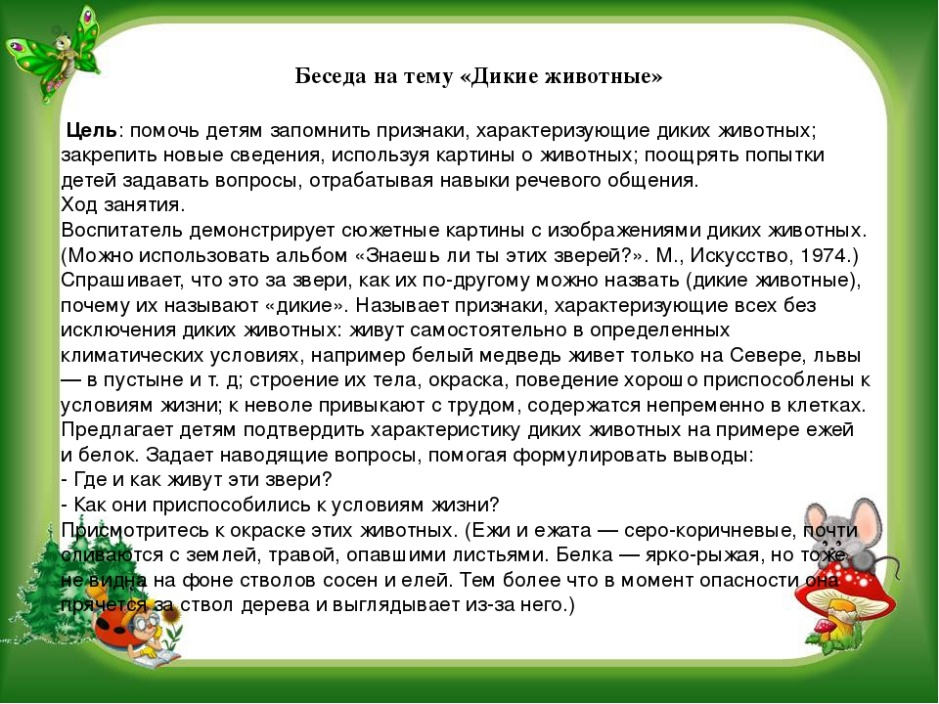 Беседа на тему «Дикие животные»
Цель: помочь детям запомнить признаки, характеризующие диких животных;
закрепить новые сведения, используя картины о животных; поощрять попытки
детей задавать вопросы, отрабатывая навыки речевого общения.
Ход занятия.
Воспитатель демонстрирует сюжетные картины с изображениями диких животных.
(Можно использовать альбом «Знаешь ли ты этих зверей?». М., Искусство, 1974.)
Спрашивает, что это за звери, как их по-другому можно назвать (дикие животные),
почему их называют «дикие». Называет признаки, характеризующие всех без
исключения диких животных: живут самостоятельно в определенных
климатических условиях, например белый медведь живет только на Севере, львы
— в пустыне и т. д; строение их тела, окраска, поведение хорошо приспособлены к
условиям жизни; к неволе привыкают с трудом, содержатся непременно в клетках.
Предлагает детям подтвердить характеристику диких животных на примере ежей
и белок. Задает наводящие вопросы, помогая формулировать выводы:
- Где и как живут эти звери?
- Как они приспособились к условиям жизни?
Присмотритесь к окраске этих животных. (Ежи и ежата — серо-коричневые, почти
сливаются с землей, травой, опавшими листьями. Белка — ярко-рыжая, но тоже
не видна на фоне стволов сосен и елей. Тем более что в момент опасности она
прячется за ствол дерева и выглядывает из-за него.)